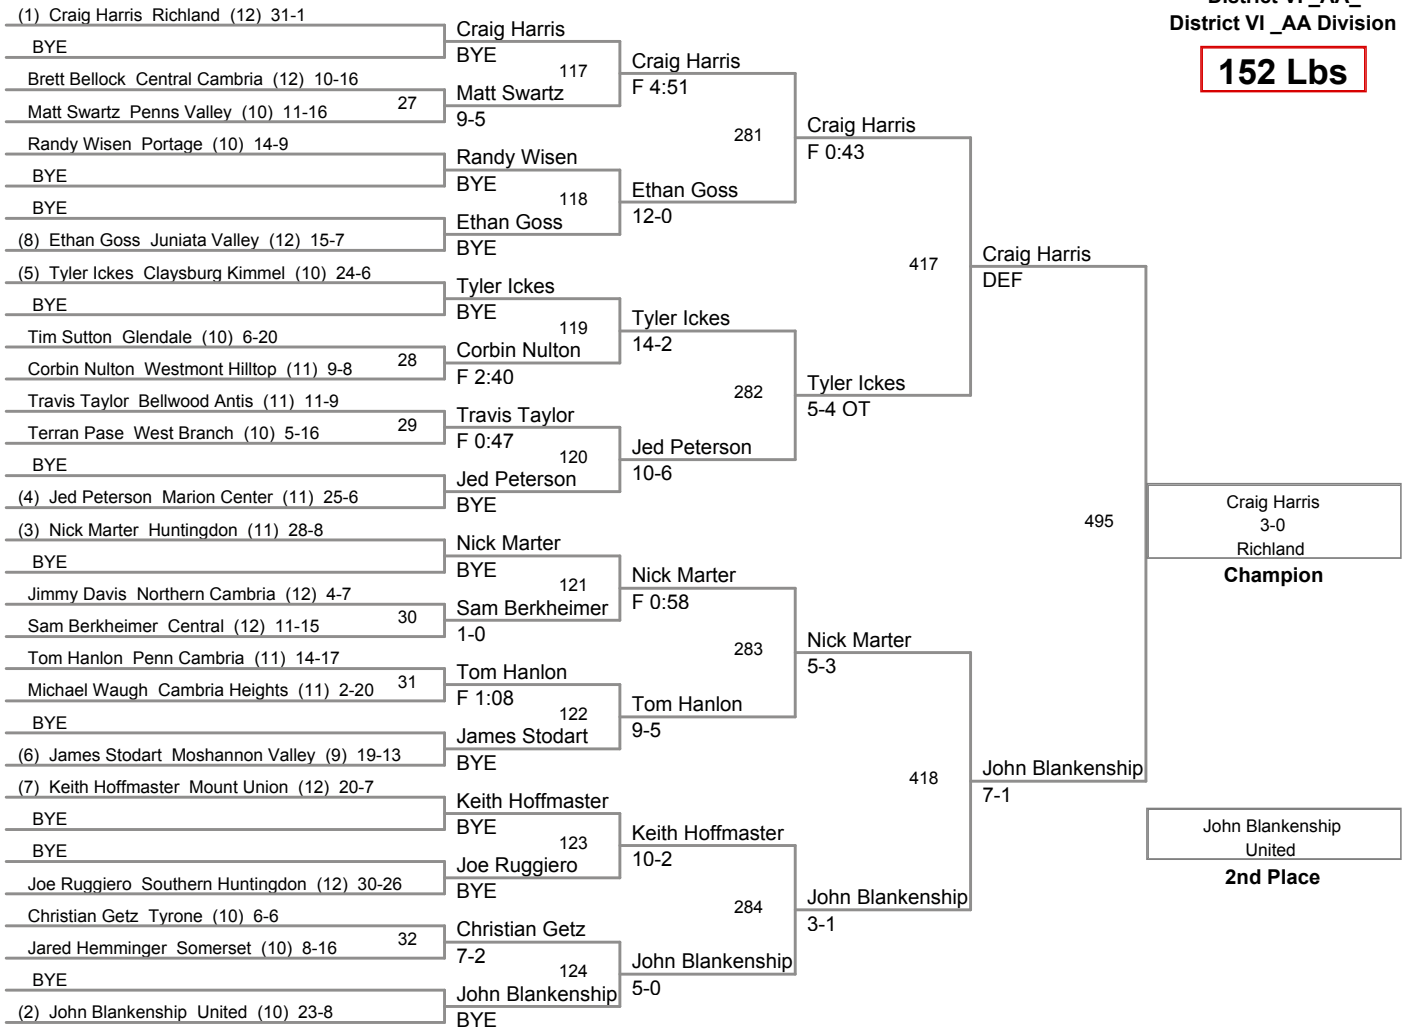 District VI _AA_
District VI _AA Division
152 Lbs
(1) Craig Harris Richland (12) 31-1
BYE
Brett Bellock Central Cambria (12) 10-16
Matt Swartz Penns Valley (10) 11-16
27
Randy Wisen Portage (10) 14-9
BYE
BYE
(8) Ethan Goss Juniata Valley (12) 15-7
(5) Tyler Ickes Claysburg Kimmel (10) 24-6
BYE
Tim Sutton Glendale (10) 6-20
Corbin Nulton Westmont Hilltop (11) 9-8
28
Travis Taylor Bellwood Antis (11) 11-9
Terran Pase West Branch (10) 5-16
29
BYE
(4) Jed Peterson Marion Center (11) 25-6
(3) Nick Marter Huntingdon (11) 28-8
BYE
Jimmy Davis Northern Cambria (12) 4-7
Sam Berkheimer Central (12) 11-15
30
Tom Hanlon Penn Cambria (11) 14-17
Michael Waugh Cambria Heights (11) 2-20
31
BYE
(6) James Stodart Moshannon Valley (9) 19-13
(7) Keith Hoffmaster Mount Union (12) 20-7
BYE
BYE
Joe Ruggiero Southern Huntingdon (12) 30-26
Christian Getz Tyrone (10) 6-6
Jared Hemminger Somerset (10) 8-16
32
BYE
(2) John Blankenship United (10) 23-8
Craig Harris
BYE
117
Matt Swartz
9-5
Randy Wisen
BYE
118
Ethan Goss
BYE
Tyler Ickes
BYE
119
Corbin Nulton
F 2:40
Travis Taylor
F 0:47
120
Jed Peterson
BYE
Nick Marter
BYE
121
Sam Berkheimer
1-0
Tom Hanlon
F 1:08
122
James Stodart
BYE
Keith Hoffmaster
BYE
123
Joe Ruggiero
BYE
Christian Getz
7-2
124
John Blankenship
BYE
Craig Harris
F 4:51
281
Ethan Goss
12-0
Tyler Ickes
14-2
282
Jed Peterson
10-6
Nick Marter
F 0:58
283
Tom Hanlon
9-5
Keith Hoffmaster
10-2
284
John Blankenship
5-0
Craig Harris
F 0:43
417
Tyler Ickes
5-4 OT
Nick Marter
5-3
418
John Blankenship
3-1
Craig Harris
DEF
495
John Blankenship
7-1
Craig Harris
3-0
Richland
Champion
John Blankenship
United
2nd Place